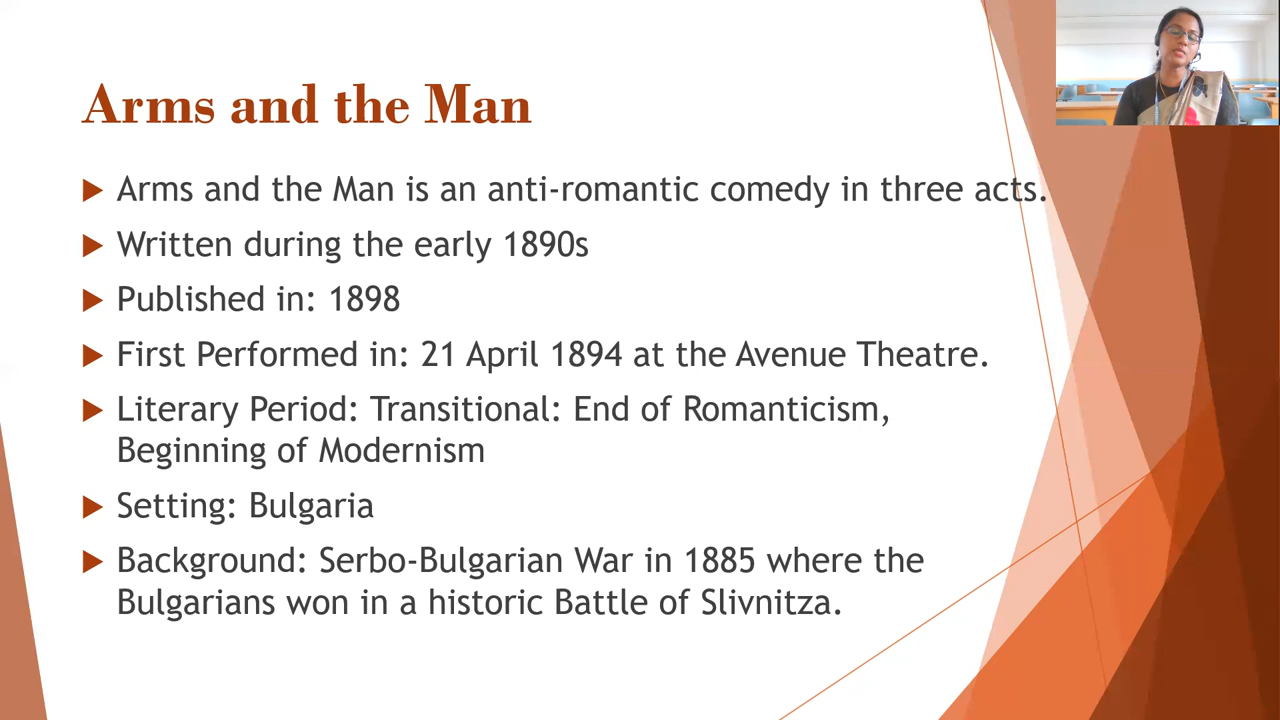 Arms and the Man
Arms and the Man is an anti-romantic comedy in three acts.
Written during the early 1890s
Published in: 1898
First Performed in: 21 April 1894 at the Avenue Theatre.
Literary Period: Transitional: End of Romanticism,
Beginning of Modernism
Setting: Bulgaria
Background: Serbo-Bulgarian War in 1885 where the
Bulgarians won in a historic Battle of Slivnitza.